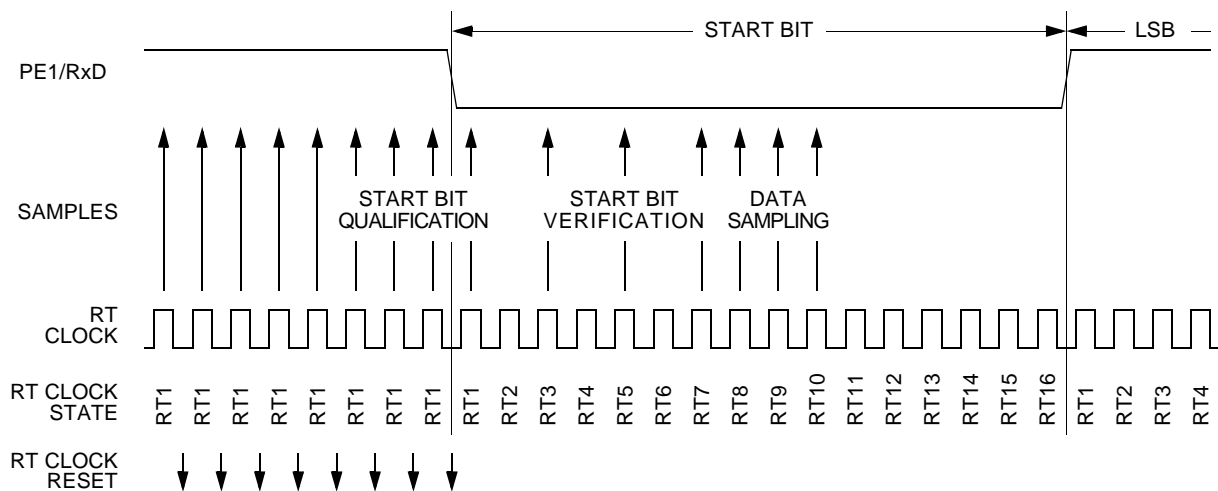 START BIT
LSB
PE1/RxD
SAMPLES
START BIT
QUALIFICATION
START BIT
VERIFICATION
DATA
SAMPLING
RT
CLOCK
RT CLOCK
STATE
RT1
RT1
RT1
RT1
RT1
RT1
RT1
RT1
RT1
RT2
RT3
RT4
RT5
RT6
RT7
RT8
RT9
RT10
RT11
RT12
RT13
RT14
RT15
RT16
RT1
RT2
RT3
RT4
RT CLOCK
RESET